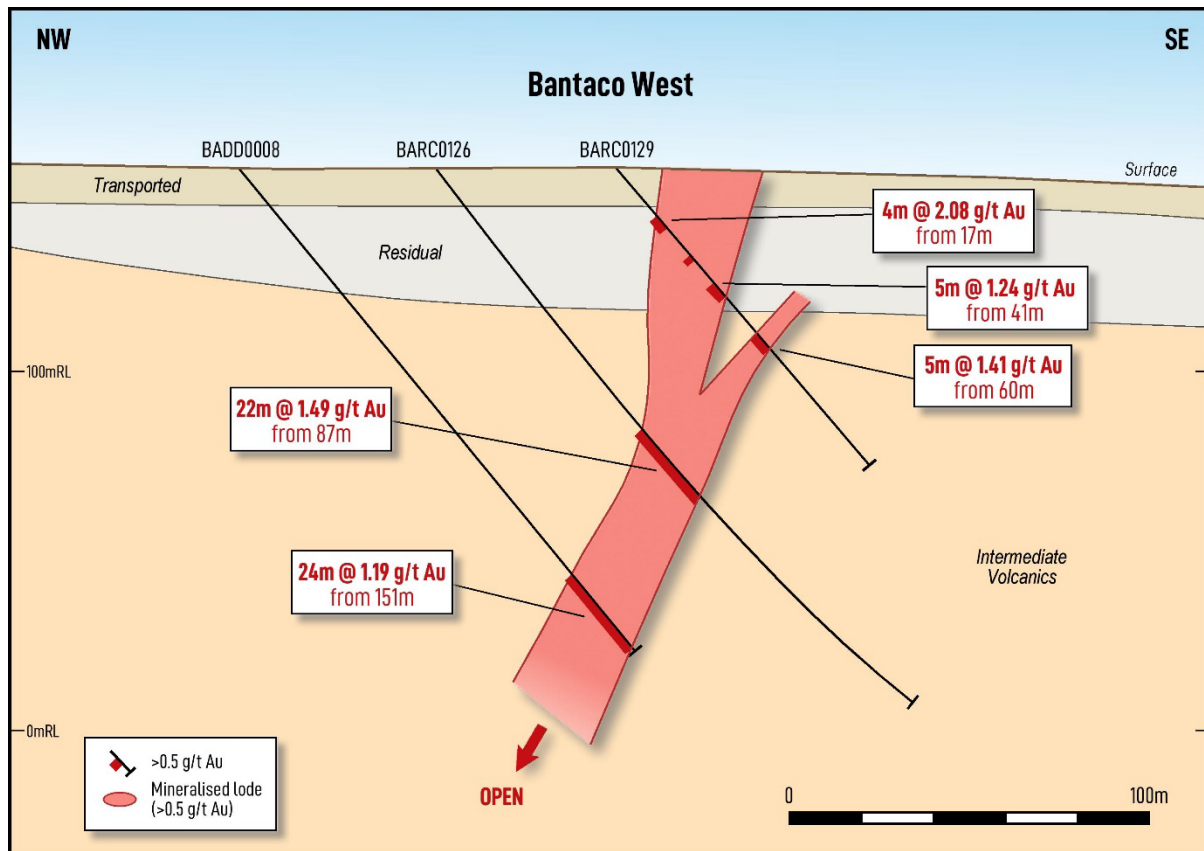 NW
SE
Bantaco West
BADD0008
BARC0126
BARC0129
Surface
Transported
4m @ 2.08 g/t Au
from 17m
Residual
5m @ 1.24 g/t Au
from 41m
100mRL
5m @ 1.41 g/t Au
from 60m
22m @ 1.49 g/t Au
from 87m
24m @ 1.19 g/t Au
from 151m
Intermediate
Volcanics
0mRL
>0.5 g/t Au
Mineralised lode
(>0.5 g/t Au)
OPEN
0
100m